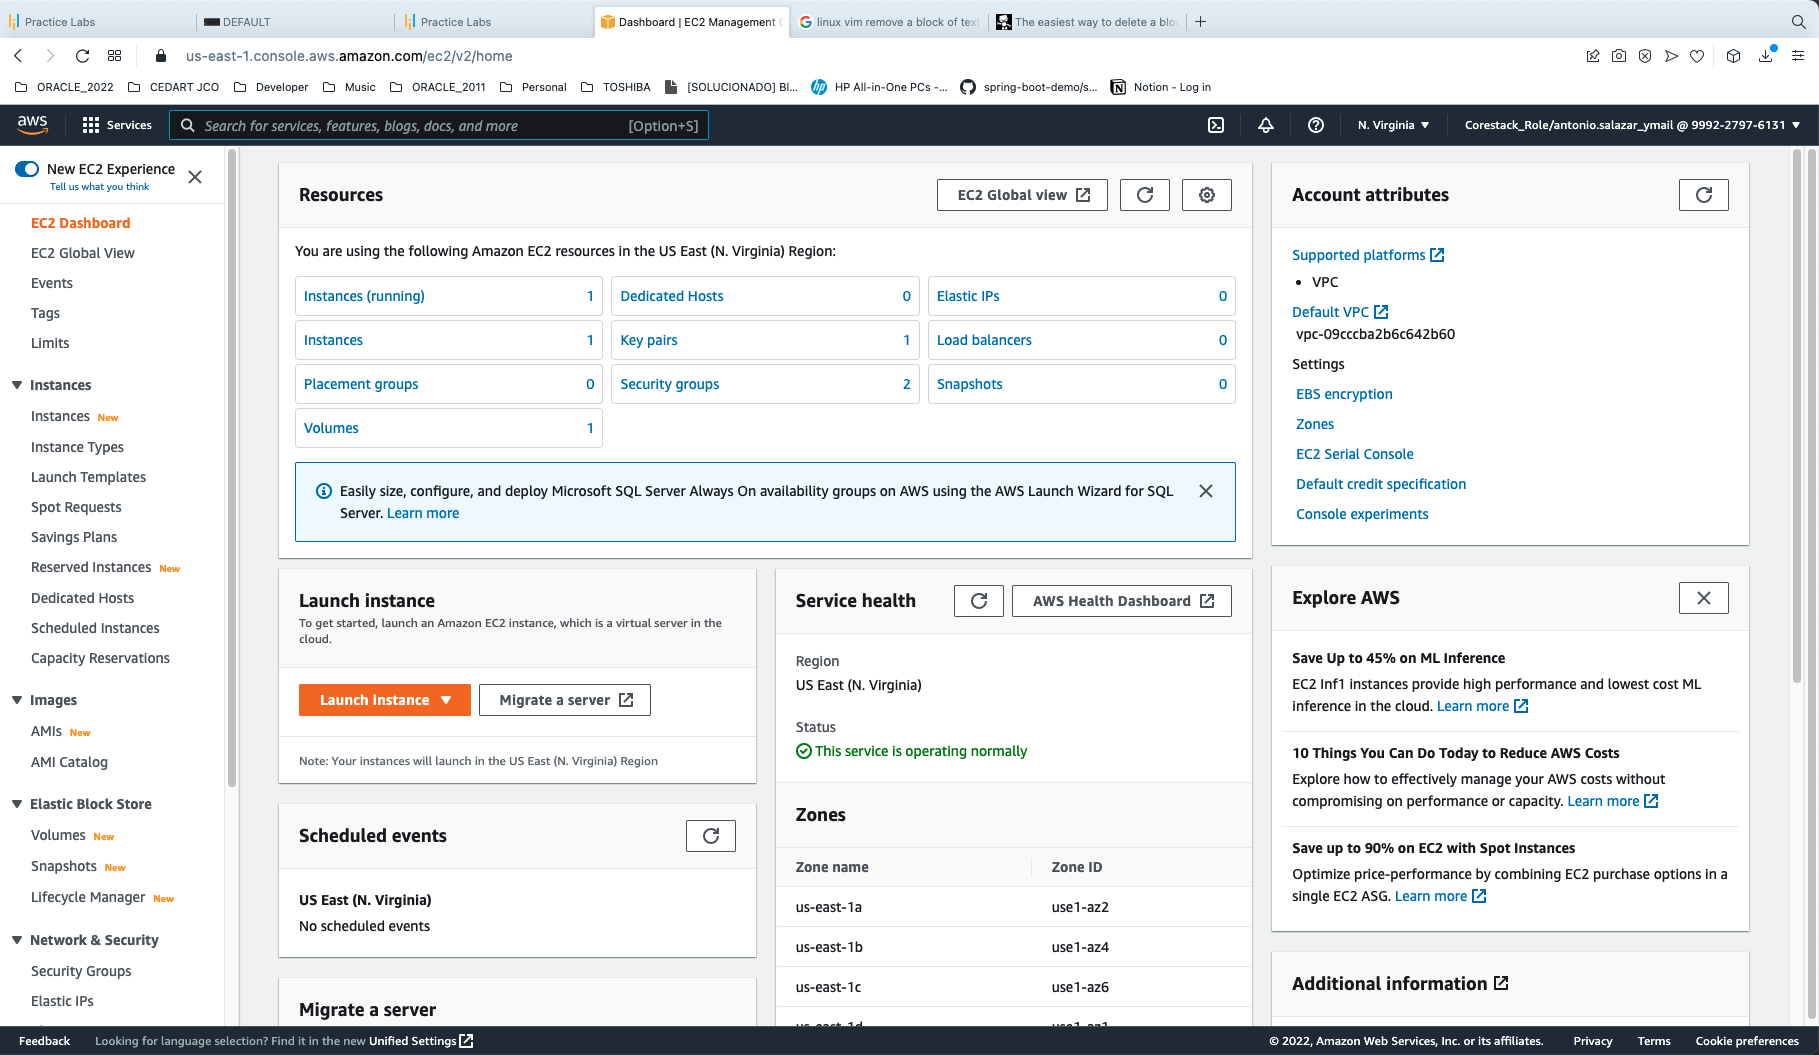 Practice Labs
DEFAULT
Practice Labs
Dashboard | EC2 Management
linux vim remove a block of text
The easiest way to delete a bloc
us-east-1.console.aws.amazon.com/ec2/v2/home
ORACLE_2022
CEDART JCO
Developer
Music
ORACLE_2011
Personal
TOSHIBA
[SOLUCIONADO] Bl...
HP All-in-One PCs -...
spring-boot-demo/s...
Notion - Log in
aws
Services
Search for services, features, blogs, docs, and more
[Option+S]
N. Virginia
Corestack_Role/antonio.salazar_ymail @ 9992-2797-6131
New EC2 Experience
Tell us what you think
EC2 Dashboard
EC2 Global View
Events
Tags
Limits
Instances
Instances New
Instance Types
Launch Templates
Spot Requests
Savings Plans
Reserved Instances New
Dedicated Hosts
Scheduled Instances
Capacity Reservations
Images
AMIs New
AMI Catalog
Elastic Block Store
Volumes New
Snapshots New
Lifecycle Manager New
Network & Security
Security Groups
Elastic IPs
Resources
EC2 Global view
You are using the following Amazon EC2 resources in the US East (N. Virginia) Region:
Instances (running) 1
Dedicated Hosts 0
Elastic IPs 0
Instances 1
Key pairs 1
Load balancers 0
Placement groups 0
Security groups 2
Snapshots 0
Volumes 1
Easily size, configure, and deploy Microsoft SQL Server Always On availability groups on AWS using the AWS Launch Wizard for SQL
Server. Learn more
Launch instance
To get started, launch an Amazon EC2 instance, which is a virtual server in the
cloud.
Launch instance
Migrate a server
Note: Your instances will launch in the US East (N. Virginia) Region
Scheduled events
US East (N. Virginia)
No scheduled events
Migrate a server
Service health
AWS Health Dashboard
Region
US East (N. Virginia)
Status
This service is operating normally
Zones
Zone name Zone ID
us-east-1a use1-az2
us-east-1b use1-az4
us-east-1c use1-az6
us-east-1d use1-az1
Account attributes
Supported platforms
• VPC
Default VPC
vpc-09cccba2b6c642b60
Settings
EBS encryption
Zones
EC2 Serial Console
Default credit specification
Console experiments
Explore AWS
Save Up to 45% on ML Inference
EC2 Inf1 instances provide high performance and lowest cost ML
inference in the cloud. Learn more
10 Things You Can Do Today to Reduce AWS Costs
Explore how to effectively manage your AWS costs without
compromising on performance or capacity. Learn more
Save up to 90% on EC2 with Spot Instances
Optimize price-performance by combining EC2 purchase options in a
single EC2 ASG. Learn more
Additional information
Feedback
Looking for language selection? Find it in the new Unified Settings
© 2022, Amazon Web Services, Inc. or its affiliates.
Privacy
Terms
Cookie preferences